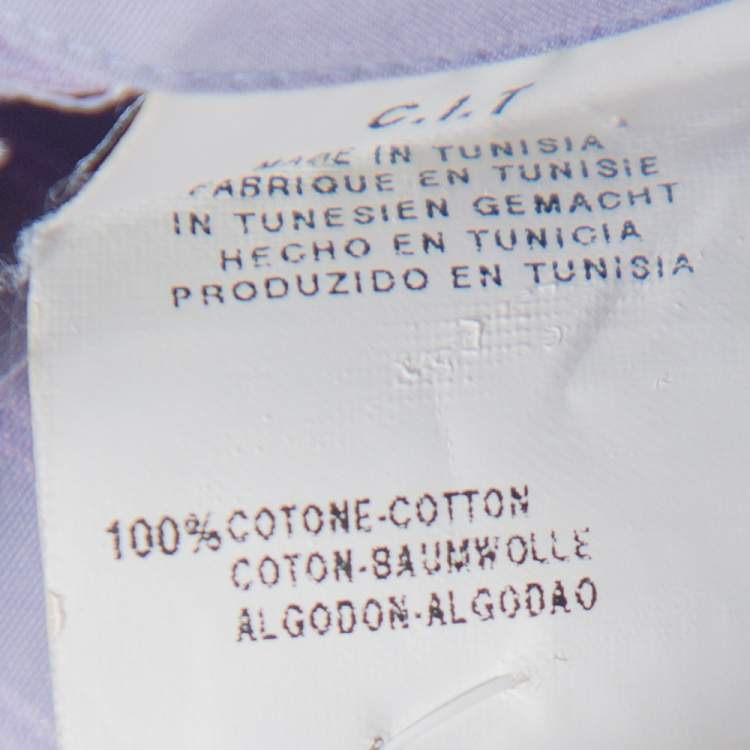 C.I.T
MADE IN TUNISIA
FABRIQUE EN TUNISIE
IN TUNESIEN GEMACHT
HECHO EN TUNICIA
PRODUZIDO EN TUNISIA
100% COTONE-COTTON
COTON-BAUMWOLLE
ALGODON-ALGODAO